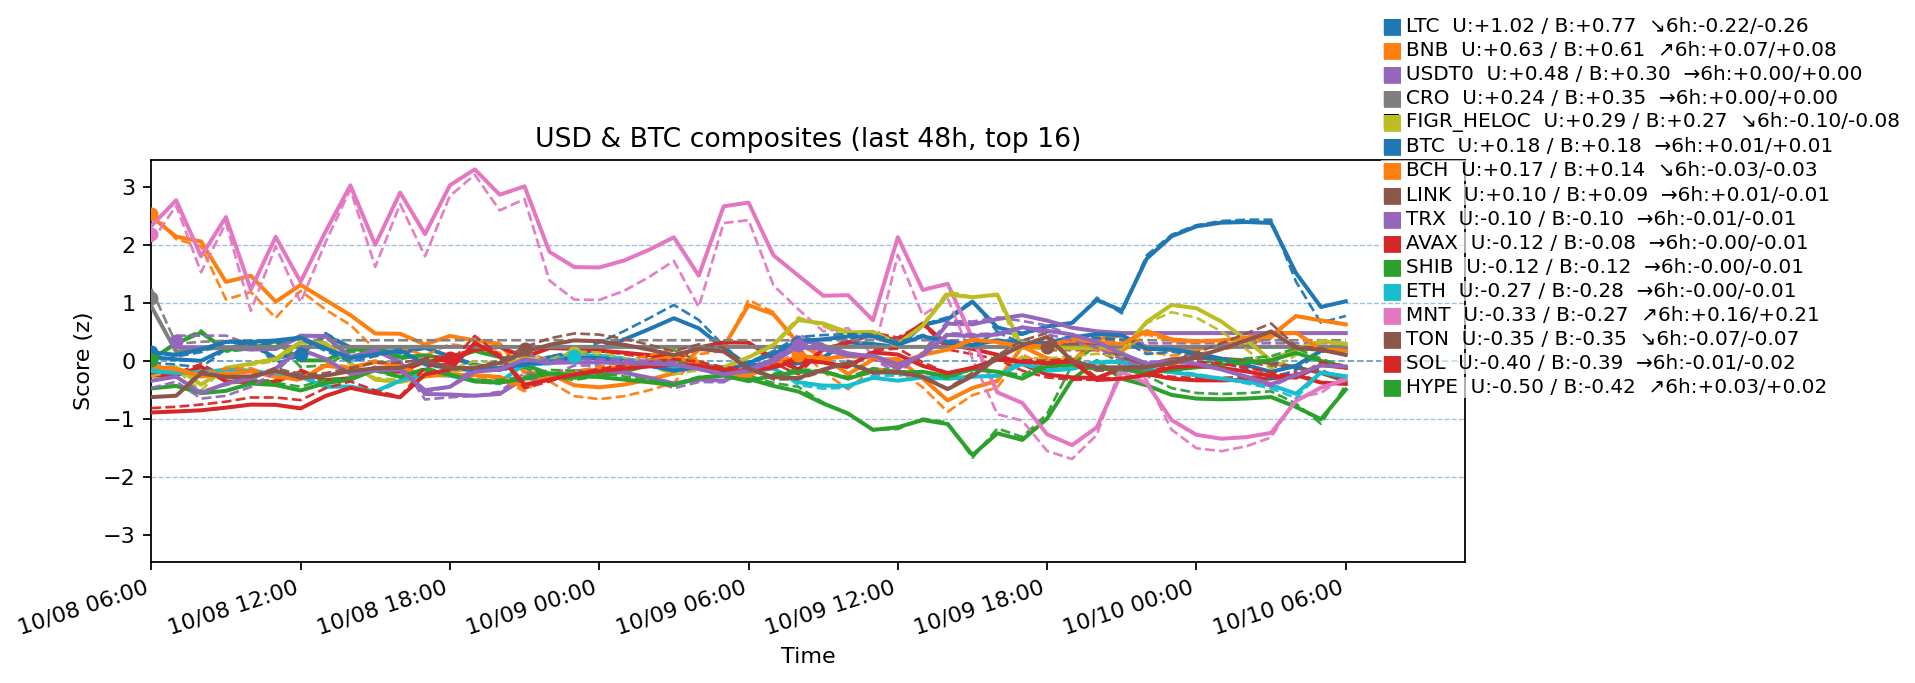 LTC  U:+1.02 / B:+0.77  ↘6h:-0.22/-0.26
BNB  U:+0.63 / B:+0.61  ↗6h:+0.07/+0.08
USDT0  U:+0.48 / B:+0.30  →6h:+0.00/+0.00
CRO  U:+0.24 / B:+0.35  →6h:+0.00/+0.00
FIGR_HELOC  U:+0.29 / B:+0.27  ↘6h:-0.10/-0.08
BTC  U:+0.18 / B:+0.18  →6h:+0.01/+0.01
BCH  U:+0.17 / B:+0.14  ↘6h:-0.03/-0.03
LINK  U:+0.10 / B:+0.09  →6h:+0.01/-0.01
TRX  U:-0.10 / B:-0.10  →6h:-0.01/-0.01
AVAX  U:-0.12 / B:-0.08  →6h:-0.00/-0.01
SHIB  U:-0.12 / B:-0.12  →6h:-0.00/-0.01
ETH  U:-0.27 / B:-0.28  →6h:-0.00/-0.01
MNT  U:-0.33 / B:-0.27  ↗6h:+0.16/+0.21
TON  U:-0.35 / B:-0.35  ↘6h:-0.07/-0.07
SOL  U:-0.40 / B:-0.39  →6h:-0.01/-0.02
HYPE  U:-0.50 / B:-0.42  ↗6h:+0.03/+0.02
USD & BTC composites (last 48h, top 16)
Score (z)
3
2
1
0
−1
−2
−3
10/08 06:00
10/08 12:00
10/08 18:00
10/09 00:00
10/09 06:00
10/09 12:00
10/09 18:00
10/10 00:00
10/10 06:00
Time